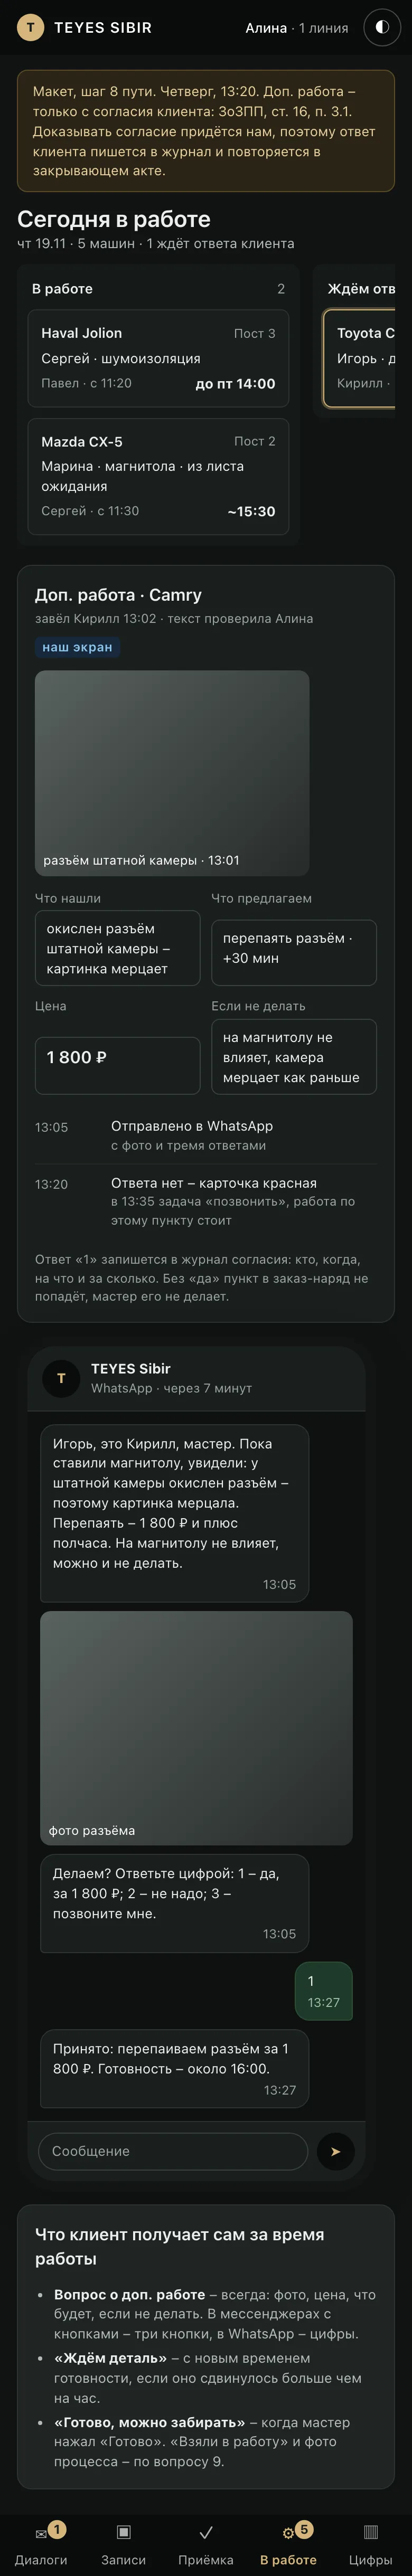 T TEYES SIBIR Алина · 1 линия
Макет, шаг 8 пути. Четверг, 13:20. Доп. работа –
только с согласия клиента: ЗоЗПП, ст. 16, п. 3.1.
Доказывать согласие придётся нам, поэтому ответ
клиента пишется в журнал и повторяется в
закрывающем акте.
Сегодня в работе
чт 19.11 · 5 машин · 1 ждёт ответа клиента
В работе 2
Haval Jolion Пост 3
Сергей · шумоизоляция
Павел · с 11:20 до пт 14:00
Mazda CX-5 Пост 2
Марина · магнитола · из листа
ожидания
Сергей · с 11:30 ~15:30
Ждём отв
Toyota C
Игорь · д
Кирилл ·
Доп. работа · Camry
завёл Кирилл 13:02 · текст проверила Алина
наш экран
разъём штатной камеры · 13:01
Что нашли
окислен разъём
штатной камеры –
картинка мерцает
Что предлагаем
перепаять разъём ·
+30 мин
Цена
1 800 ₽
Если не делать
на магнитолу не
влияет, камера
мерцает как раньше
13:05 Отправлено в WhatsApp
с фото и тремя ответами
13:20 Ответа нет – карточка красная
в 13:35 задача «позвонить», работа по
этому пункту стоит
Ответ «1» запишется в журнал согласия: кто, когда,
на что и за сколько. Без «да» пункт в заказ-наряд не
попадёт, мастер его не делает.
T TEYES Sibir
WhatsApp · через 7 минут
Игорь, это Кирилл, мастер. Пока
ставили магнитолу, увидели: у
штатной камеры окислен разъём –
поэтому картинка мерцала.
Перепаять – 1 800 ₽ и плюс
полчаса. На магнитолу не влияет,
можно и не делать.
13:05
фото разъёма
Делаем? Ответьте цифрой: 1 – да,
за 1 800 ₽; 2 – не надо; 3 –
позвоните мне.
13:05
1
13:27
Принято: перепаиваем разъём за 1
800 ₽. Готовность – около 16:00.
13:27
Сообщение
Что клиент получает сам за время
работы
• Вопрос о доп. работе – всегда: фото, цена, что
будет, если не делать. В мессенджерах с
кнопками – три кнопки, в WhatsApp – цифры.
• «Ждём деталь» – с новым временем
готовности, если оно сдвинулось больше чем
на час.
• «Готово, можно забирать» – когда мастер
нажал «Готово». «Взяли в работу» и фото
процесса – по вопросу 9.
1 5
Диалоги Записи Приёмка В работе Цифры